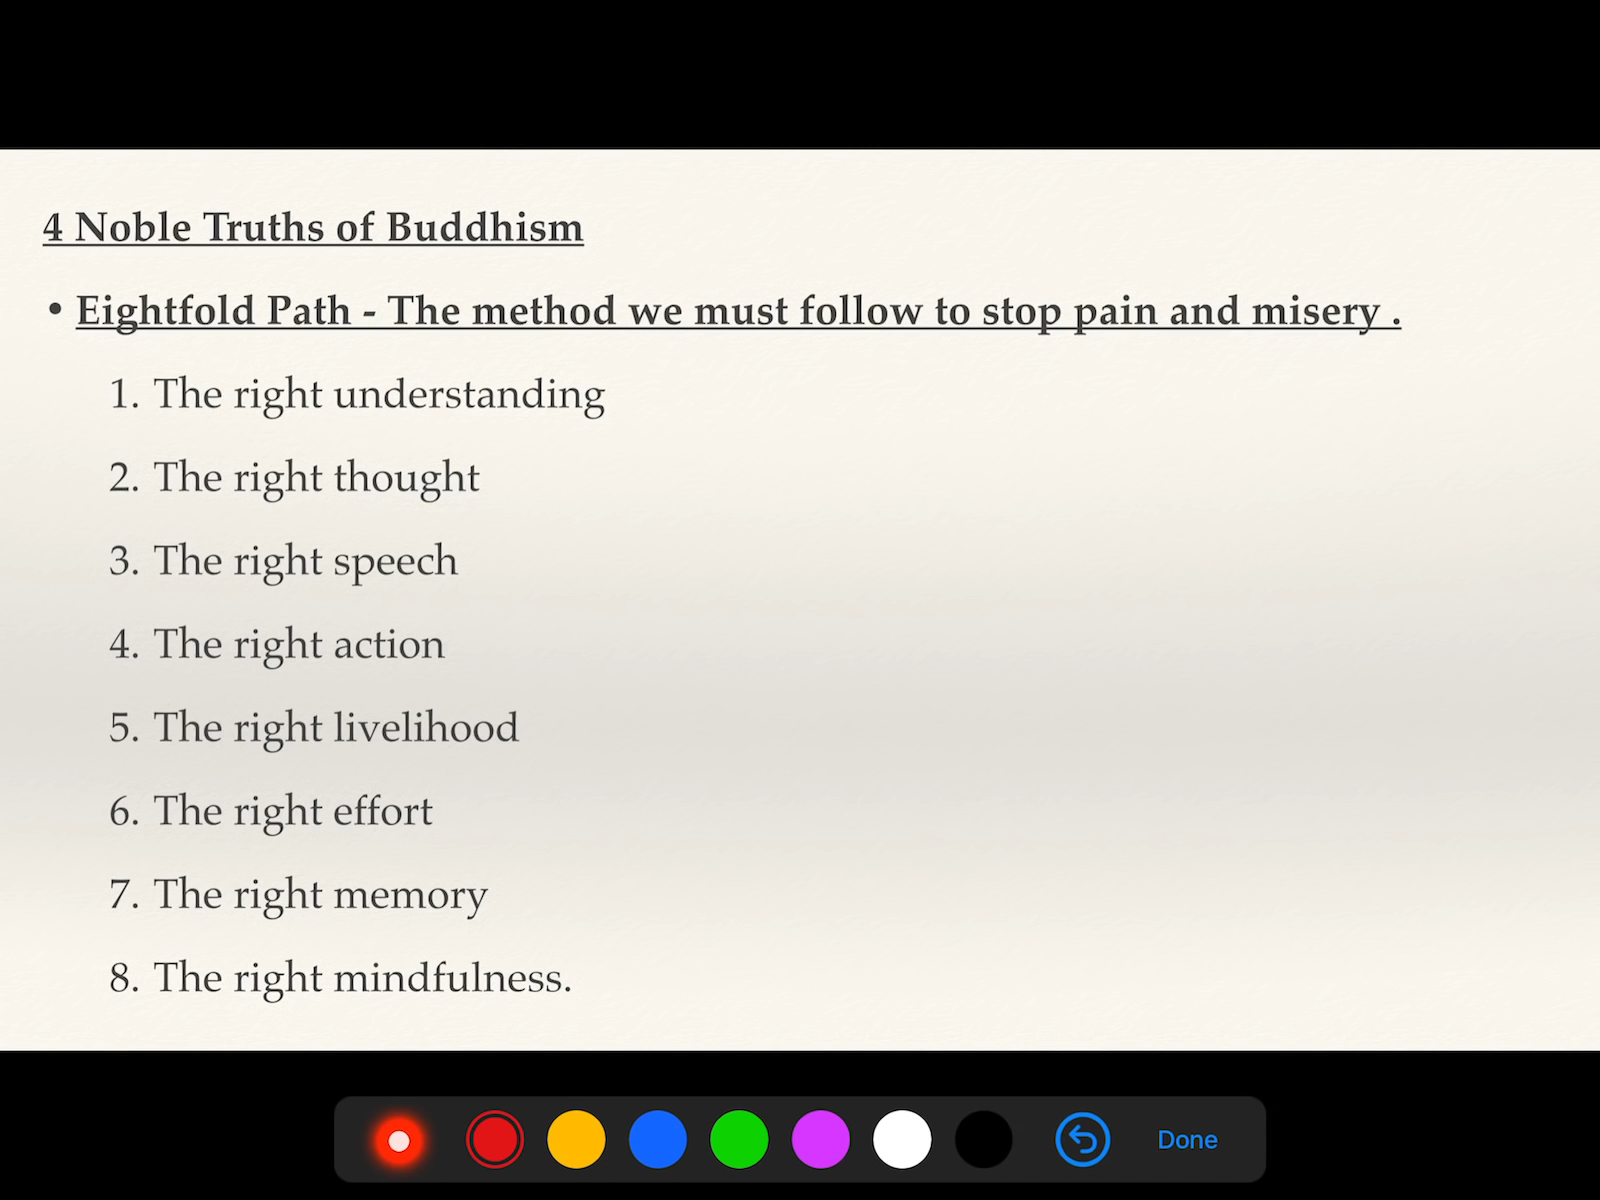 4 Noble Truths of Buddhism
• Eightfold Path - The method we must follow to stop pain and misery .
1. The right understanding
2. The right thought
3. The right speech
4. The right action
5. The right livelihood
6. The right effort
7. The right memory
8. The right mindfulness.
Done